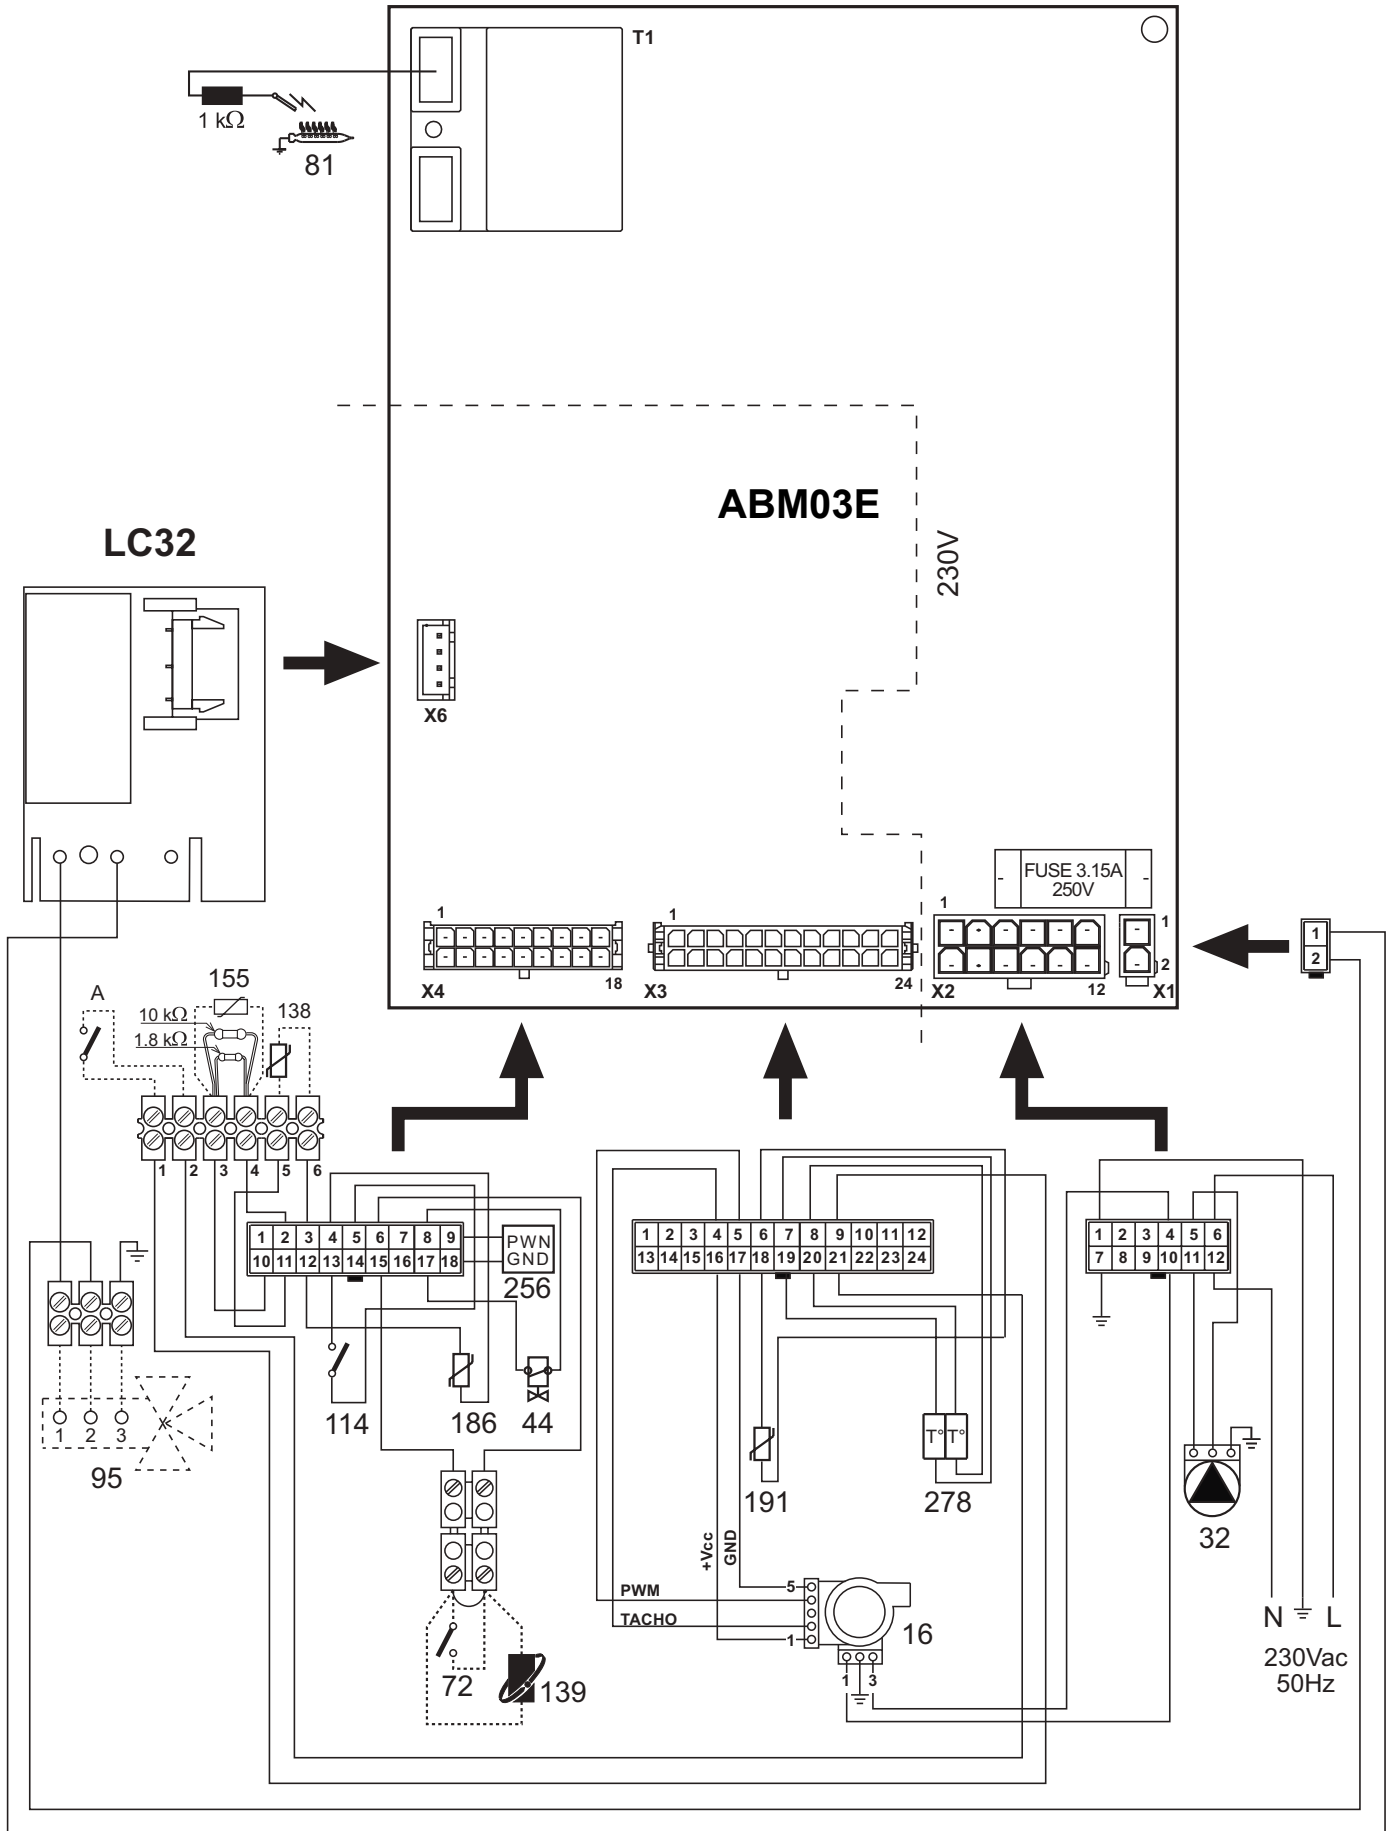 T1
1 kΩ
81
ABM03E
230V
LC32
X6
FUSE 3.15A
250V
1
1
1
1
18
24
12
2
X4
X3
X2
X1
1
2
A
155
10 kΩ
1.8 kΩ
138
1 2 3 4 5 6
1 2 3 4 5 6 7 8 9
10 11 12 13 14 15 16 17 18
PWN
GND
256
1 2 3 4 5 6 7 8 9 10 11 12
13 14 15 16 17 18 19 20 21 22 23 24
1 2 3 4 5 6
7 8 9 10 11 12
1 2 3
95
114
186
44
191
278
32
+Vcc
GND
PWM
TACHO
5
1
16
1 3
72
139
N L
230Vac
50Hz